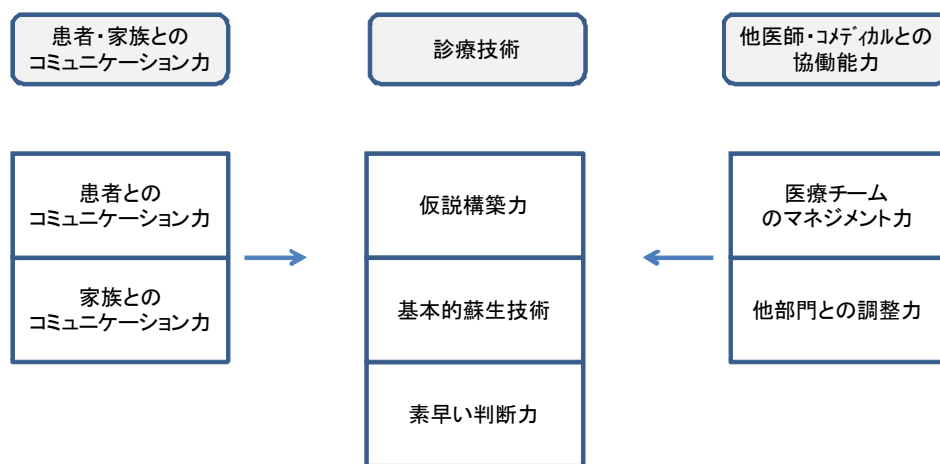 患者・家族との
コミュニケーション力
診療技術
他医師・コメディカルとの
協働能力
患者との
コミュニケーション力
家族との
コミュニケーション力
仮説構築力
基本的蘇生技術
素早い判断力
医療チーム
のマネジメント力
他部門との調整力